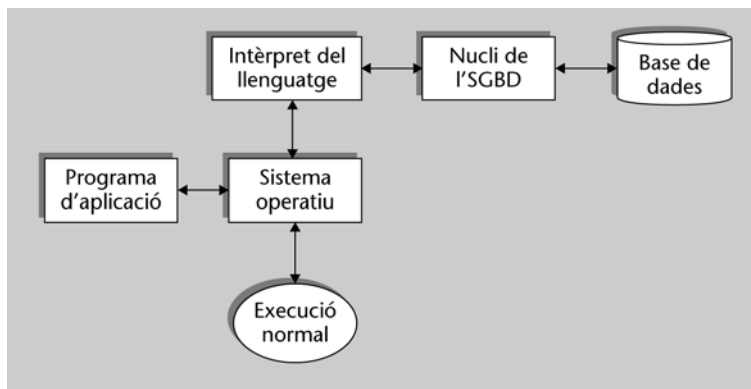 Intèrpret del
llenguatge
Nucli de
l'SGBD
Base de
dades
Programa
d'aplicació
Sistema
operatiu
Execució
normal